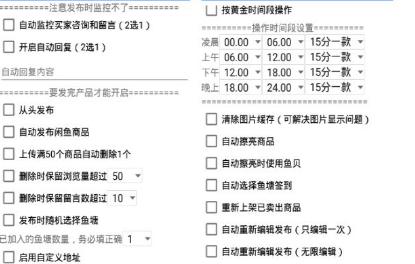 ==========注意发布时监控不了==========
自动监控买家咨询和留言（2选1）
开启自动回复（2选1）
自动回复内容
==========要发完产品才能开启==========
从头发布
自动发布闲鱼商品
上传满50个商品自动删除1个
删除时保留浏览量超过 50
删除时保留留言数超过 10
发布时随机选择鱼塘
已加入的鱼塘数量，务必填正确 1
启用自定义地址
按黄金时间段操作
==========操作时间段设置==========
凌晨 00.00 06.00 15分一款
上午 06.00 12.00 15分一款
下午 12.00 18.00 15分一款
晚上 18.00 24.00 15分一款
==============================
清除图片缓存（可解决图片显示问题）
自动擦亮商品
自动擦亮时使用鱼贝
自动选择鱼塘签到
重新上架已卖出商品
自动重新编辑发布（只编辑一次）
自动重新编辑发布（无限编辑）